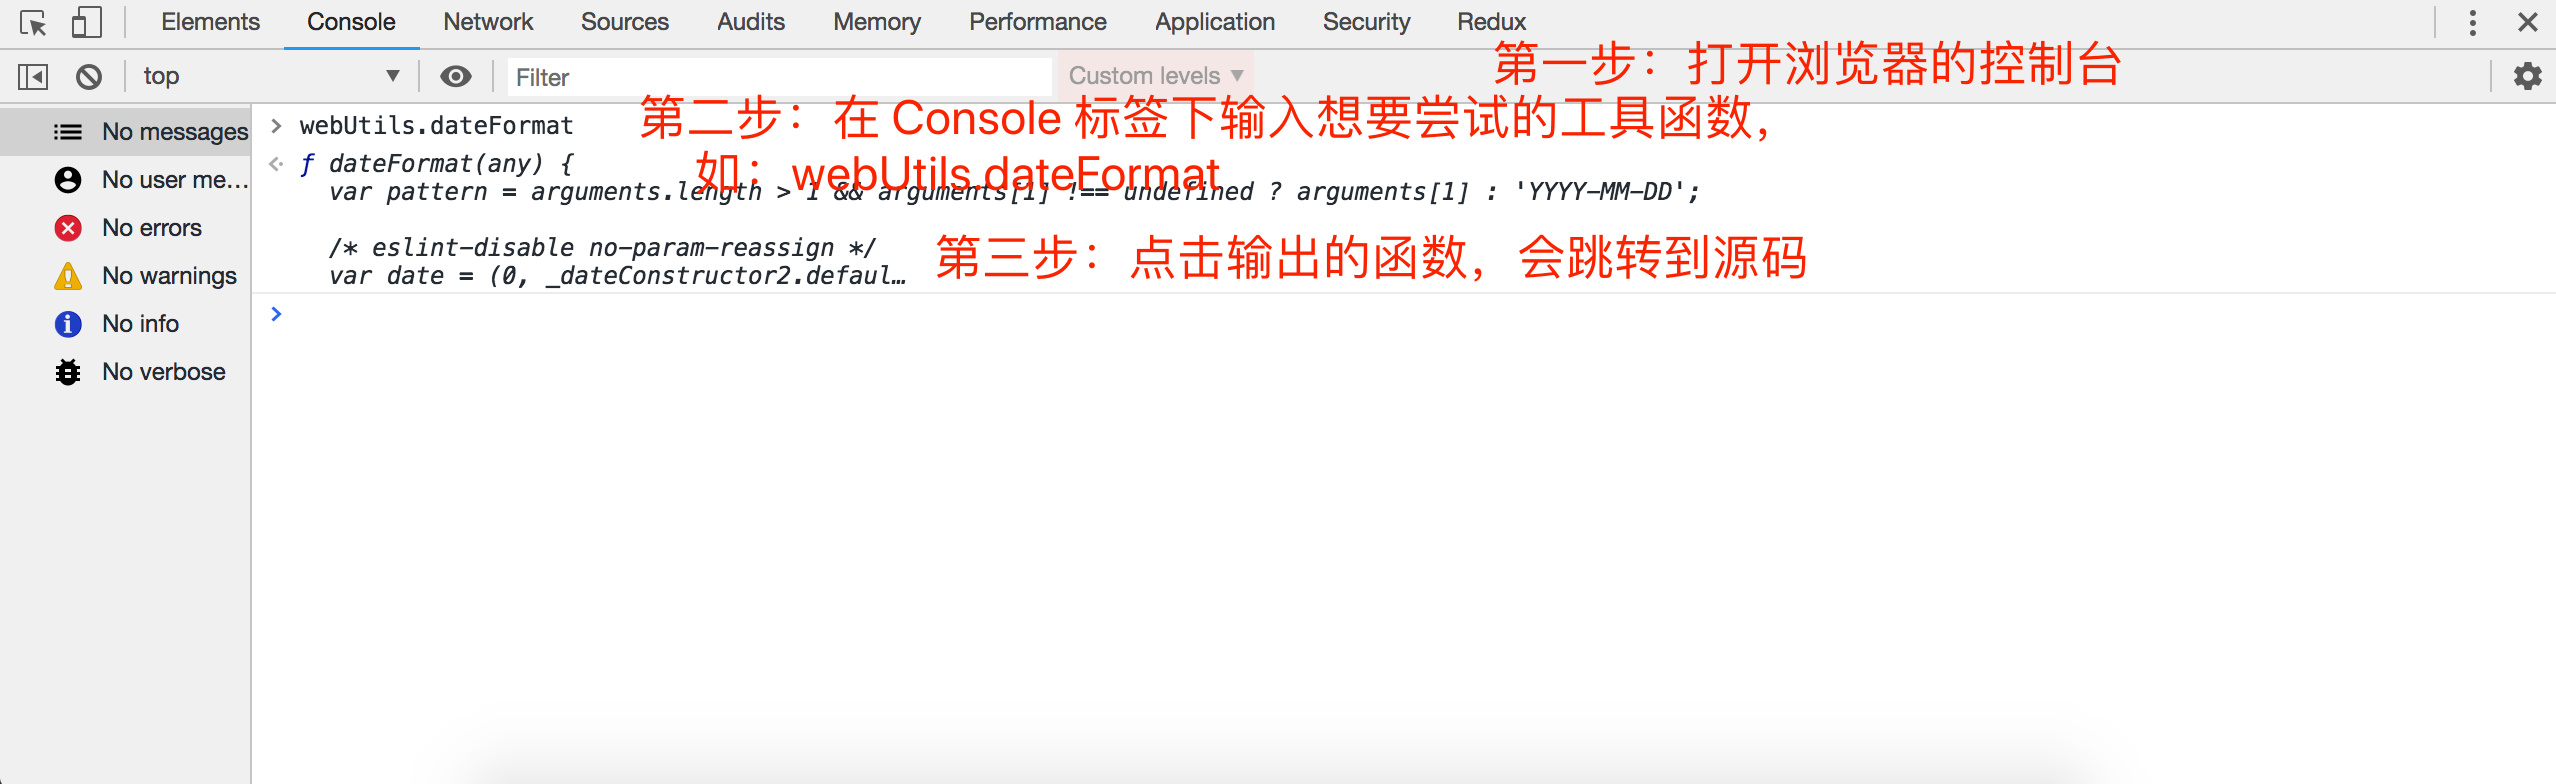 Elements Console Network Sources Audits Memory Performance Application Security Redux
第一步：打开浏览器的控制台
top Filter Custom levels
No messages
No user me...
No errors
No warnings
No info
No verbose
webUtils.dateFormat
第二步：在 Console 标签下输入想要尝试的工具函数，
如：webUtils.dateFormat
ƒ dateFormat(any) {
var pattern = arguments.length > 1 && arguments[1] !== undefined ? arguments[1] : 'YYYY-MM-DD';
/* eslint-disable no-param-reassign */
第三步：点击输出的函数，会跳转到源码
var date = (0, _dateConstructor2.defaul…